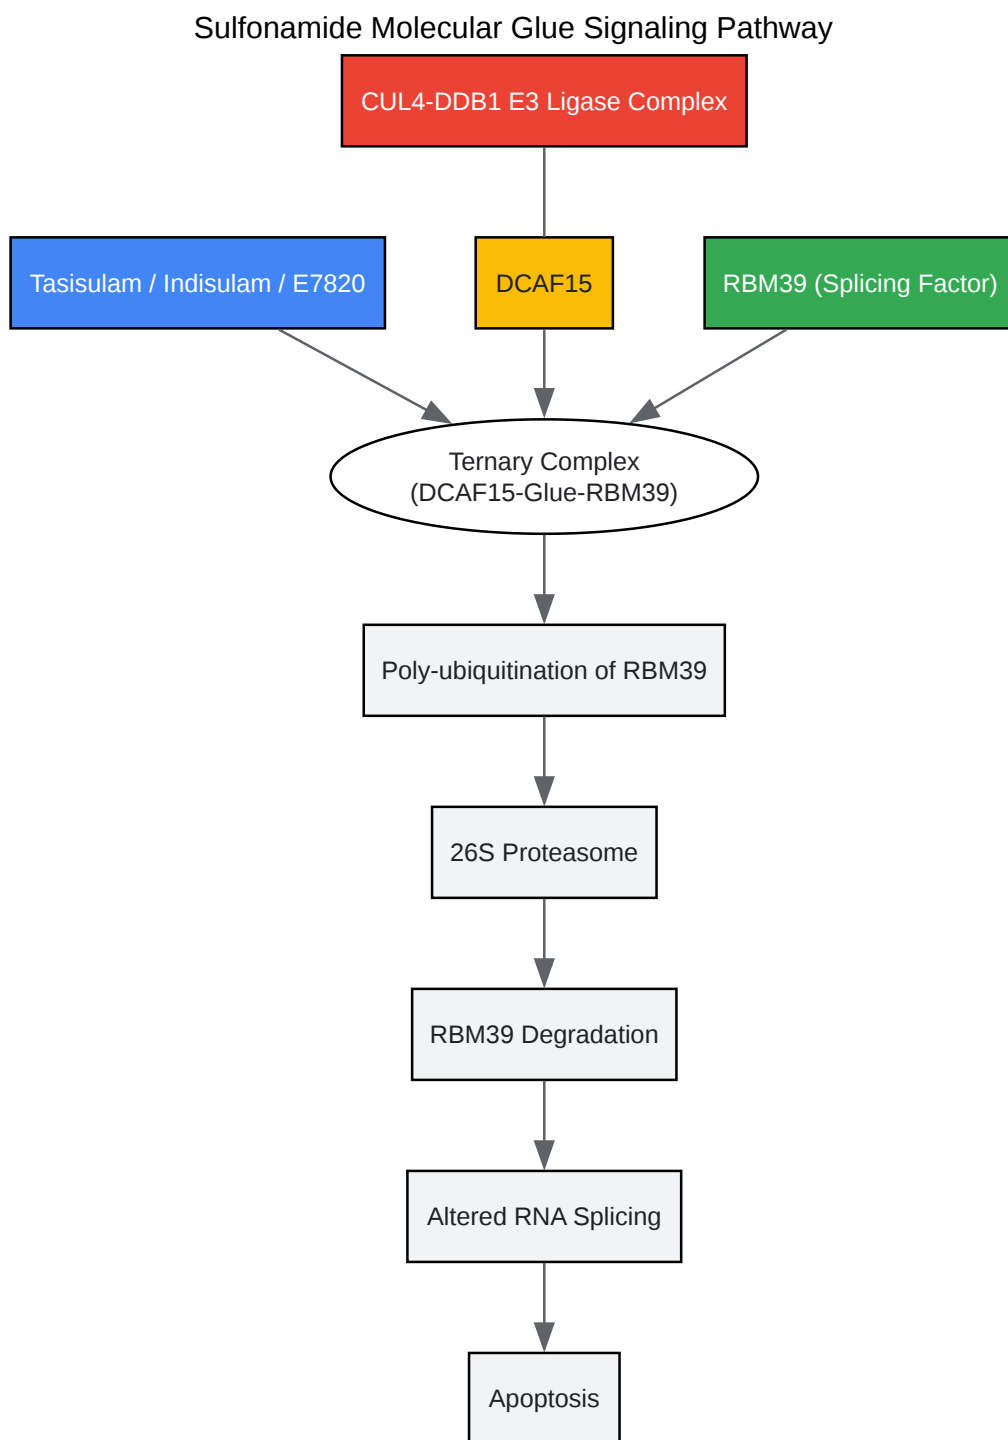 Sulfonamide Molecular Glue Signaling Pathway
CUL4-DDB1 E3 Ligase Complex
Tasisulam / Indisulam / E7820
DCAF15
RBM39 (Splicing Factor)
Ternary Complex
(DCAF15-Glue-RBM39)
Poly-ubiquitination of RBM39
26S Proteasome
RBM39 Degradation
Altered RNA Splicing
Apoptosis